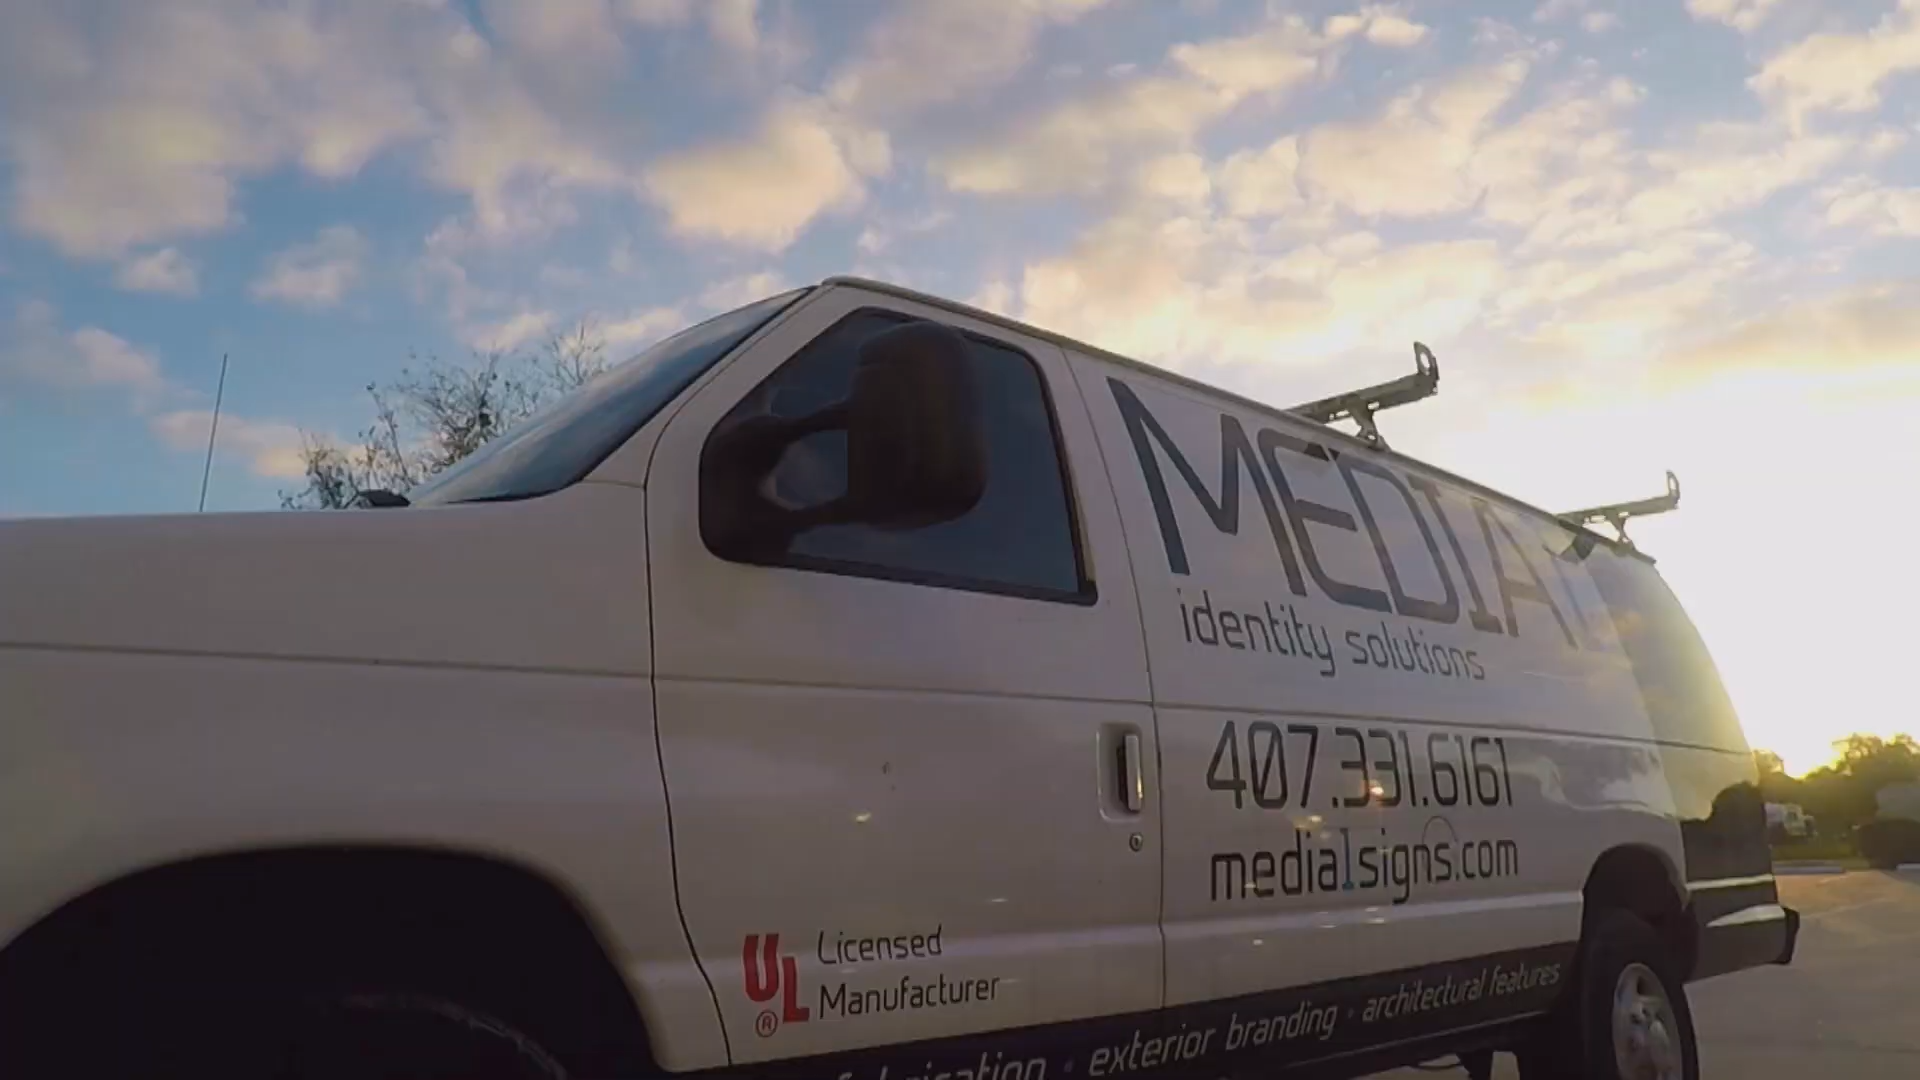 MEDIA
identity solutions
407.331.6161
media1signs.com
UL Licensed
® Manufacturer
exterior branding · architectural features